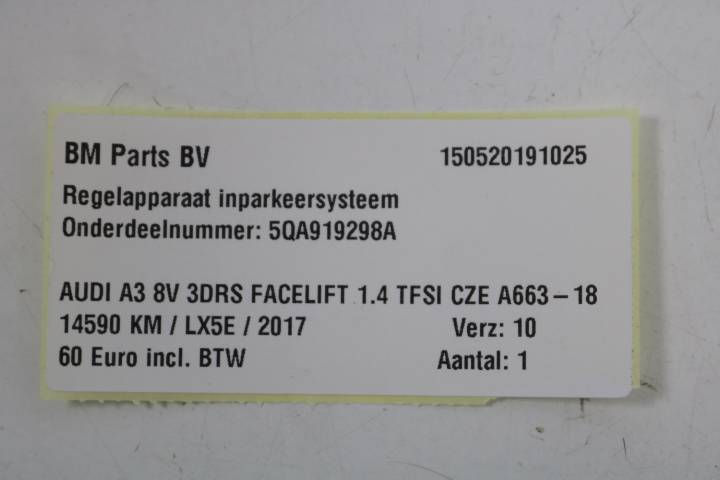 BM Parts BV 150520191025
Regelapparaat inparkeersysteem
Onderdeelnummer: 5QA919298A
AUDI A3 8V 3DRS FACELIFT 1.4 TFSI CZE A663-18
14590 KM / LX5E / 2017 Verz: 10
60 Euro incl. BTW Aantal: 1